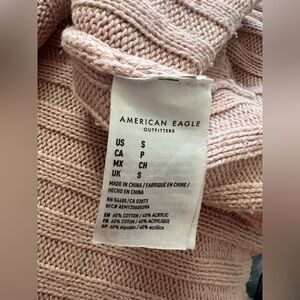 AMERICAN EAGLE
OUTFITTERS
US S
CA P
MX CH
UK S
MADE IN CHINA / FABRIQUÉ EN CHINE /
HECHO EN CHINA
RN 54485/CA 03077
EN 60% COTTON / 40% ACRYLIC
FR 60% COTON / 40% ACRYLIQUE
SP 60% algodón / 40% acrílico